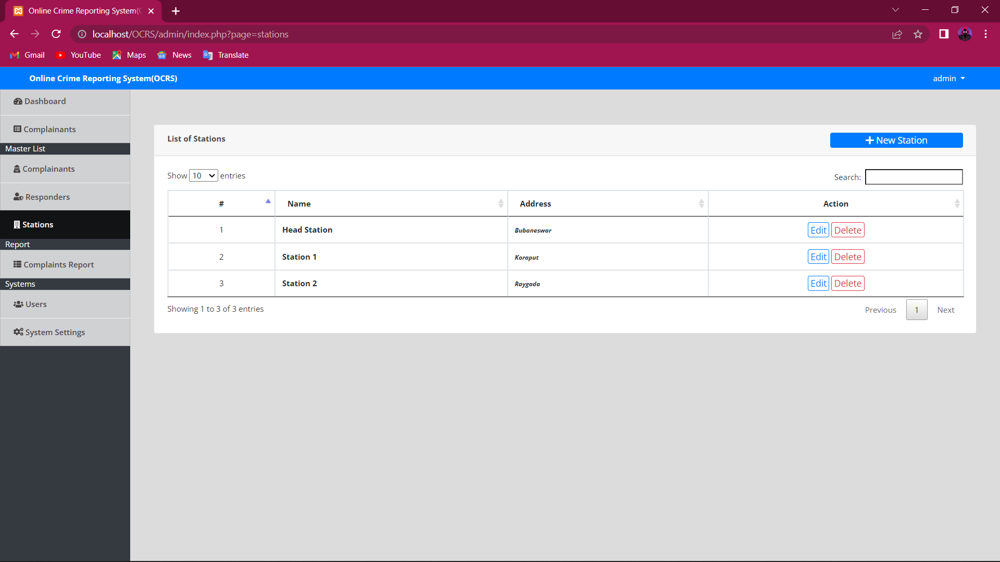 Online Crime Reporting System(
localhost/OCRS/admin/index.php?page=stations
Gmail YouTube Maps News Translate
Online Crime Reporting System(OCRS) admin
Dashboard
Complainants
Master List
Complainants
Responders
Stations
Report
Complaints Report
Systems
Users
System Settings
List of Stations New Station
Show 10 entries Search:
# Name Address Action
1 Head Station Bubaneswar Edit Delete
2 Station 1 Koraput Edit Delete
3 Station 2 Raygada Edit Delete
Showing 1 to 3 of 3 entries Previous 1 Next